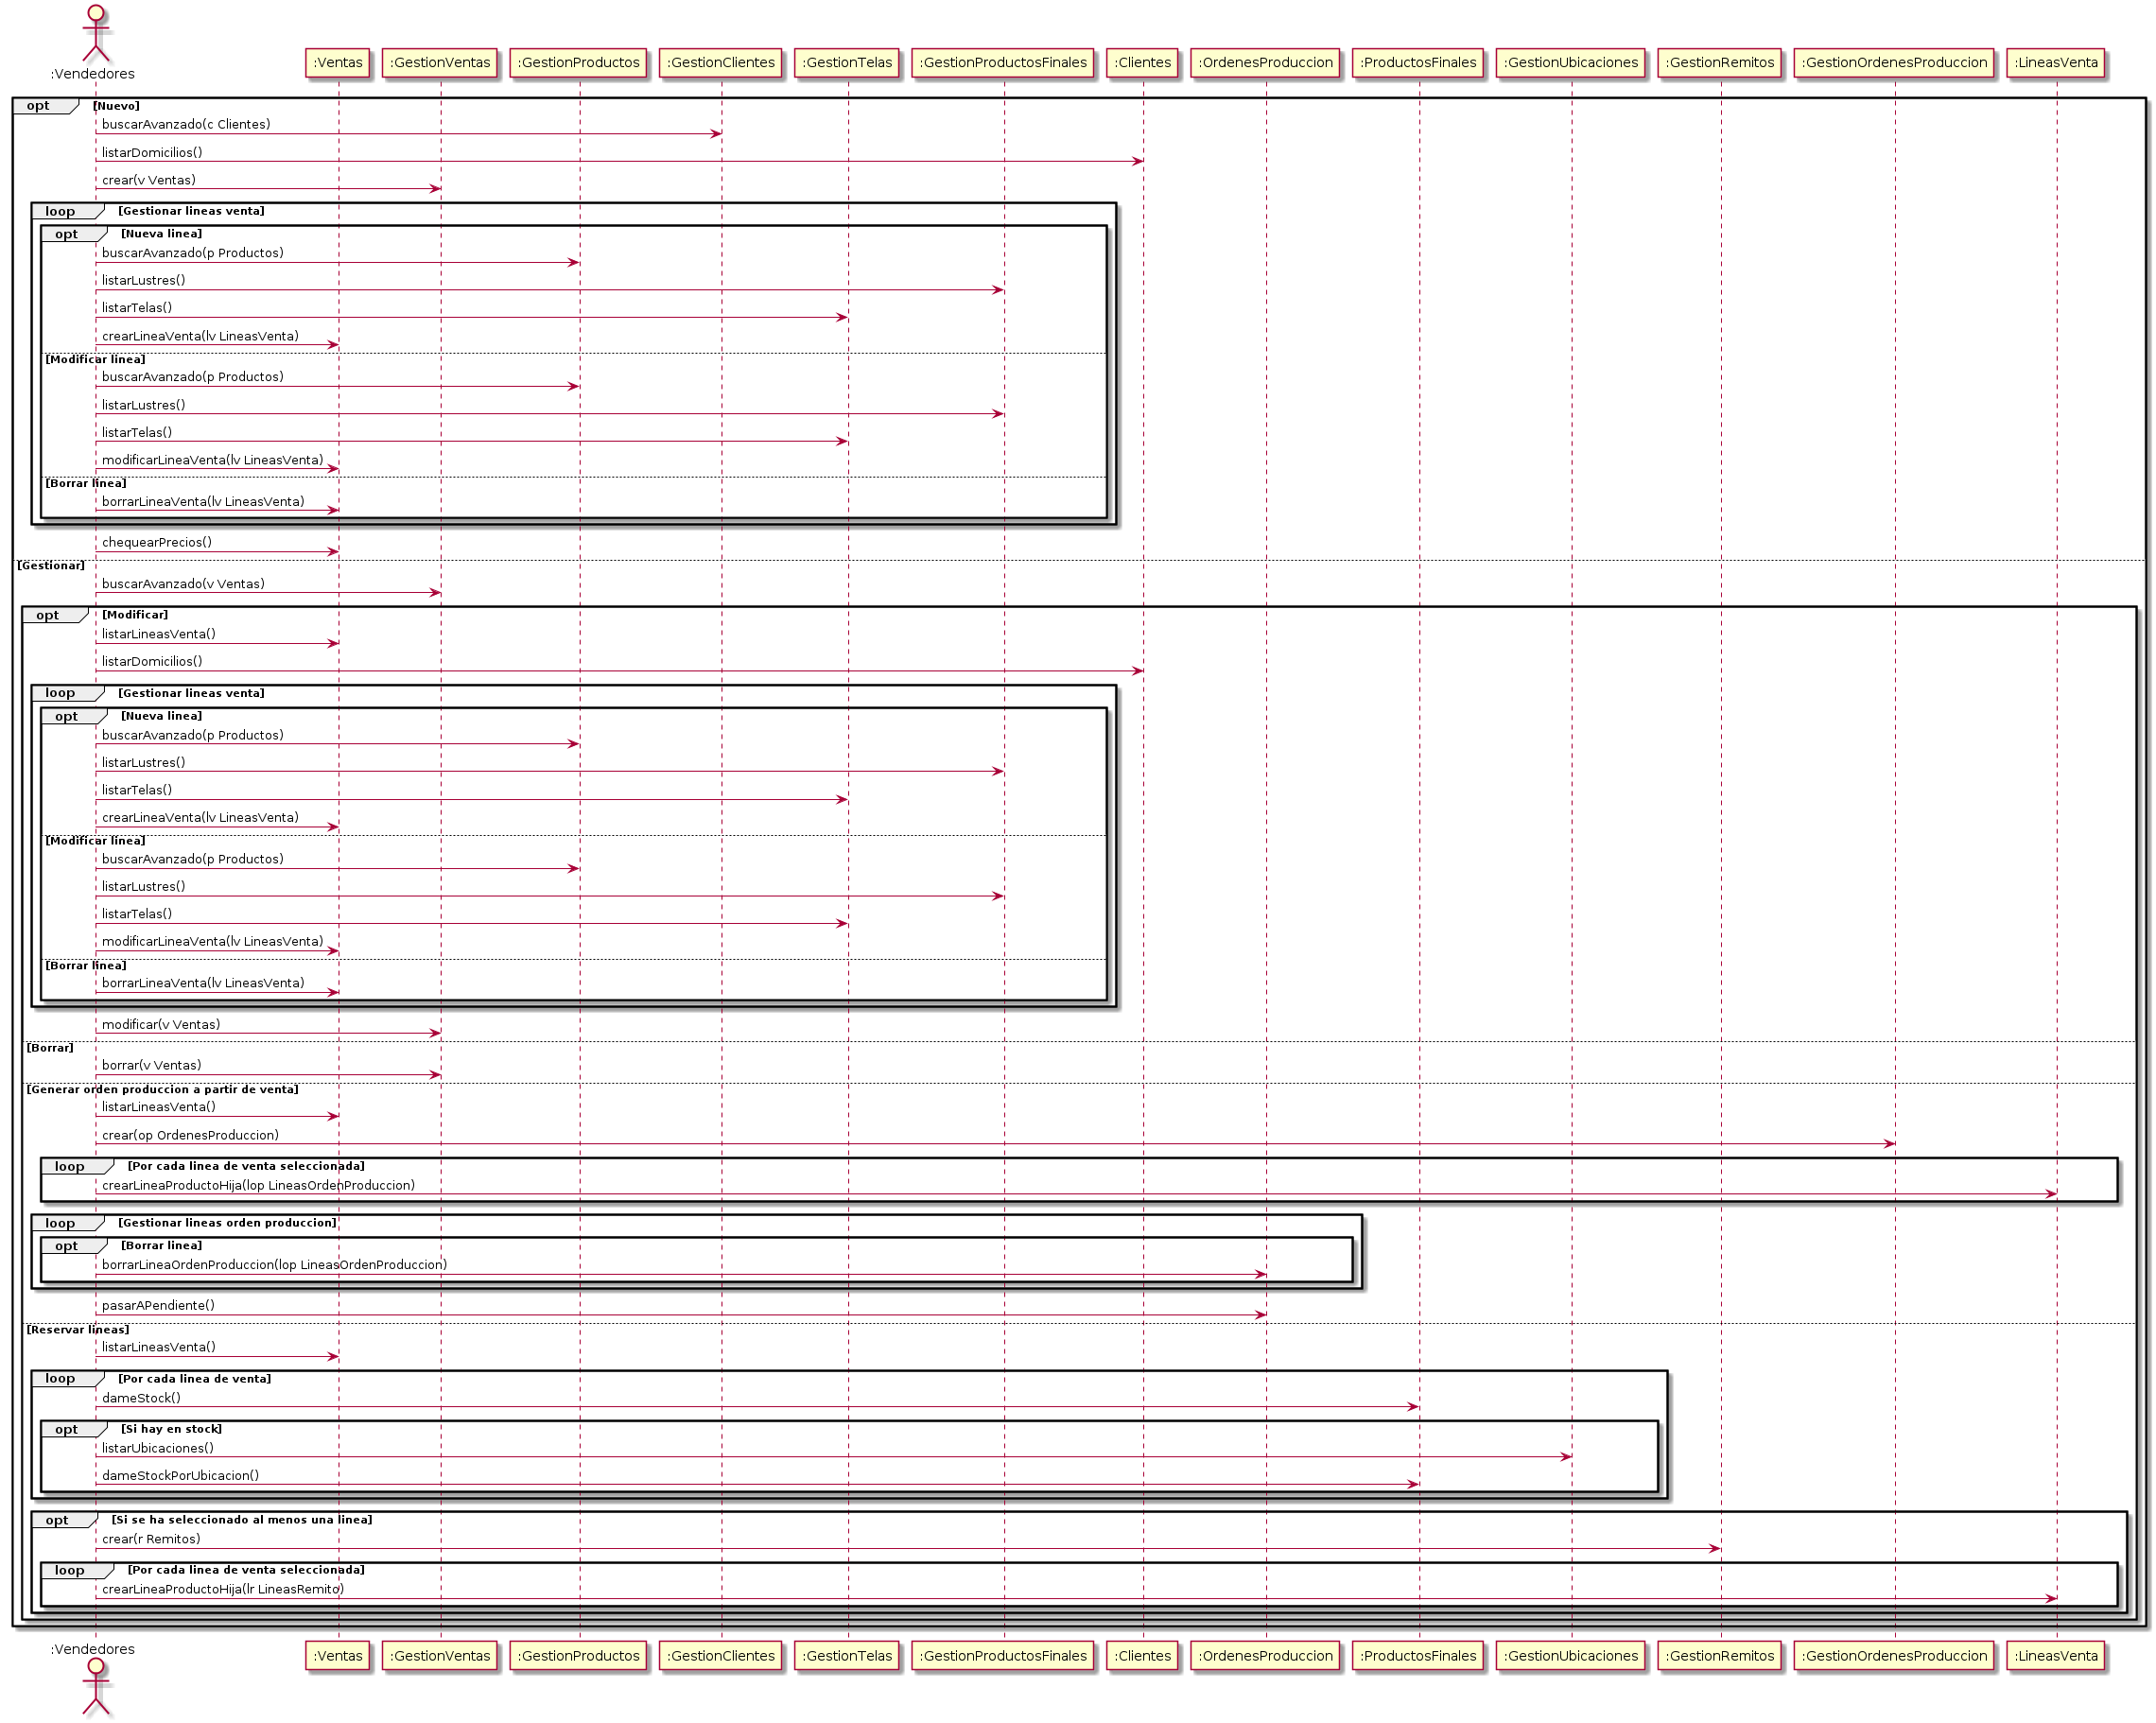 :Vendedores
:Ventas
:GestionVentas
:GestionProductos
:GestionClientes
:GestionTelas
:GestionProductosFinales
:Clientes
:OrdenesProduccion
:ProductosFinales
:GestionUbicaciones
:GestionRemitos
:GestionOrdenesProduccion
:LineasVenta
opt [Nuevo]
buscarAvanzado(c Clientes)
listarDomicilios()
crear(v Ventas)
loop [Gestionar lineas venta]
opt [Nueva linea]
buscarAvanzado(p Productos)
listarLustres()
listarTelas()
crearLineaVenta(lv LineasVenta)
[Modificar linea]
buscarAvanzado(p Productos)
listarLustres()
listarTelas()
modificarLineaVenta(lv LineasVenta)
[Borrar linea]
borrarLineaVenta(lv LineasVenta)
chequearPrecios()
[Gestionar]
buscarAvanzado(v Ventas)
opt [Modificar]
listarLineasVenta()
listarDomicilios()
loop [Gestionar lineas venta]
opt [Nueva linea]
buscarAvanzado(p Productos)
listarLustres()
listarTelas()
crearLineaVenta(lv LineasVenta)
[Modificar linea]
buscarAvanzado(p Productos)
listarLustres()
listarTelas()
modificarLineaVenta(lv LineasVenta)
[Borrar linea]
borrarLineaVenta(lv LineasVenta)
modificar(v Ventas)
[Borrar]
borrar(v Ventas)
[Generar orden produccion a partir de venta]
listarLineasVenta()
crear(op OrdenesProduccion)
loop [Por cada linea de venta seleccionada]
crearLineaProductoHija(lop LineasOrdenProduccion)
loop [Gestionar lineas orden produccion]
opt [Borrar linea]
borrarLineaOrdenProduccion(lop LineasOrdenProduccion)
pasarAPendiente()
[Reservar lineas]
listarLineasVenta()
loop [Por cada linea de venta]
dameStock()
opt [Si hay en stock]
listarUbicaciones()
dameStockPorUbicacion()
opt [Si se ha seleccionado al menos una linea]
crear(r Remitos)
loop [Por cada linea de venta seleccionada]
crearLineaProductoHija(lr LineasRemito)
:Vendedores
:Ventas
:GestionVentas
:GestionProductos
:GestionClientes
:GestionTelas
:GestionProductosFinales
:Clientes
:OrdenesProduccion
:ProductosFinales
:GestionUbicaciones
:GestionRemitos
:GestionOrdenesProduccion
:LineasVenta